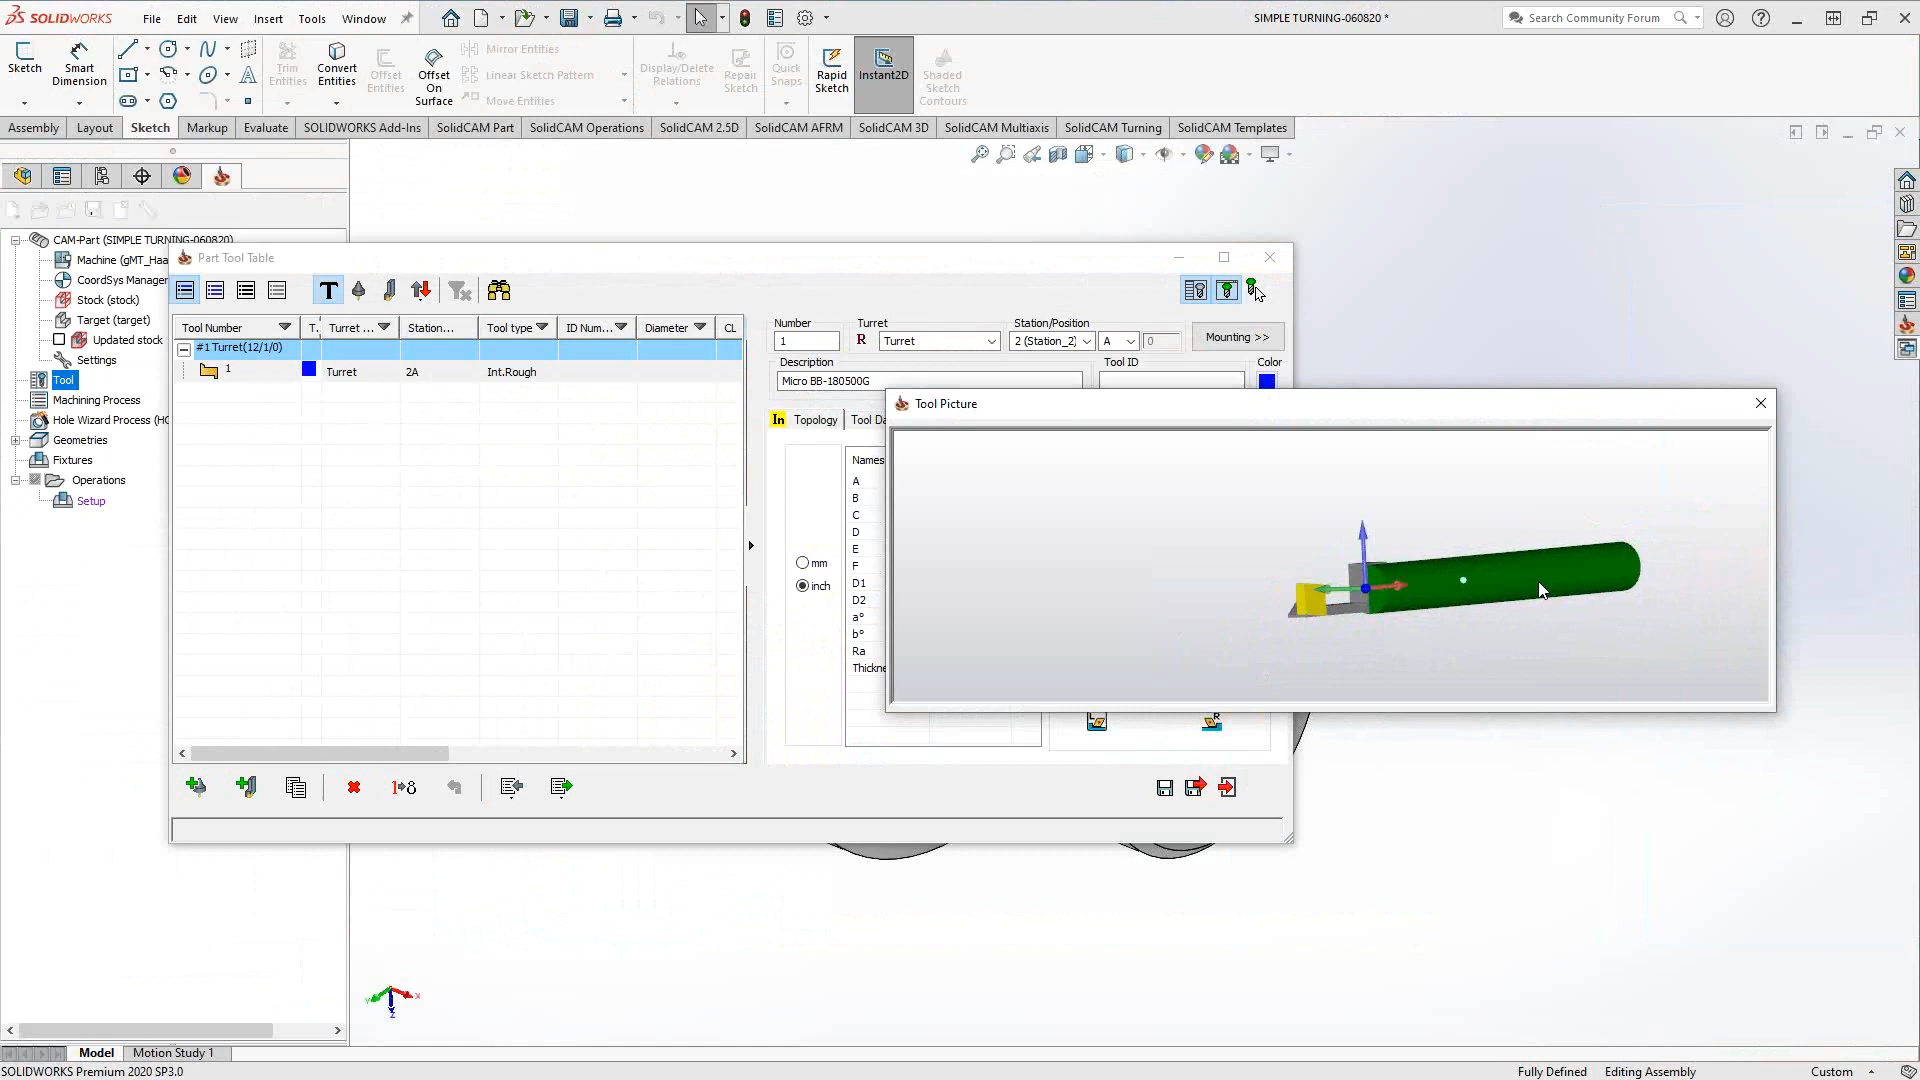 SOLIDWORKS File Edit View Insert Tools Window SIMPLE TURNING-060820 * Search Community Forum
Sketch Smart Dimension Trim Entities Convert Entities Offset Entities Offset On Surface Mirror Entities Linear Sketch Pattern Move Entities Display/Delete Relations Repair Sketch Quick Snaps Rapid Sketch Instant2D Shaded Sketch Contours
Assembly Layout Sketch Markup Evaluate SOLIDWORKS Add-Ins SolidCAM Part SolidCAM Operations SolidCAM 2.5D SolidCAM AFRM SolidCAM 3D SolidCAM Multiaxis SolidCAM Turning SolidCAM Templates
CAM-Part (SIMPLE TURNING-060820)
Machine (gMT_Haa
CoordSys Manager
Stock (stock)
Target (target)
Updated stock
Settings
Tool
Machining Process
Hole Wizard Process (HC
Geometries
Fixtures
Operations
Setup
Part Tool Table
T
Tool Number T. Turret ... Station... Tool type ID Num... Diameter CL
#1 Turret(12/1/0)
1 Turret 2A Int.Rough
Number Turret Station/Position
1 R Turret 2 (Station_2) A 0 Mounting >>
Description Tool ID Color
Micro BB-180500G
In Topology Tool Da
mm
inch
Names
A
B
C
D
E
F
D1
D2
a°
b°
Ra
Thickne
L R
1→8
Tool Picture
Y X
Z
Model Motion Study 1
SOLIDWORKS Premium 2020 SP3.0 Fully Defined Editing Assembly Custom